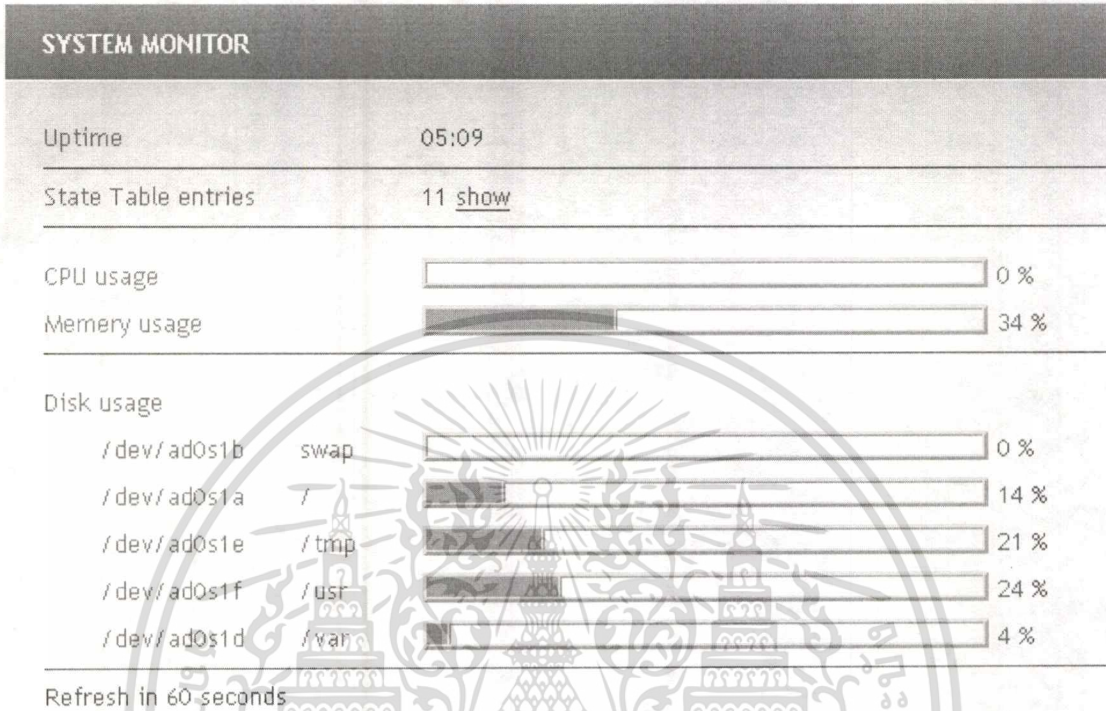 SYSTEM MONITOR
Uptime 05:09
State Table entries 11 show
CPU usage 0 %
Memery usage 34 %
Disk usage
/dev/ad0s1b swap 0 %
/dev/ad0s1a / 14 %
/dev/ad0s1e /tmp 21 %
/dev/ad0s1f /usr 24 %
/dev/ad0s1d /var 4 %
Refresh in 60 seconds